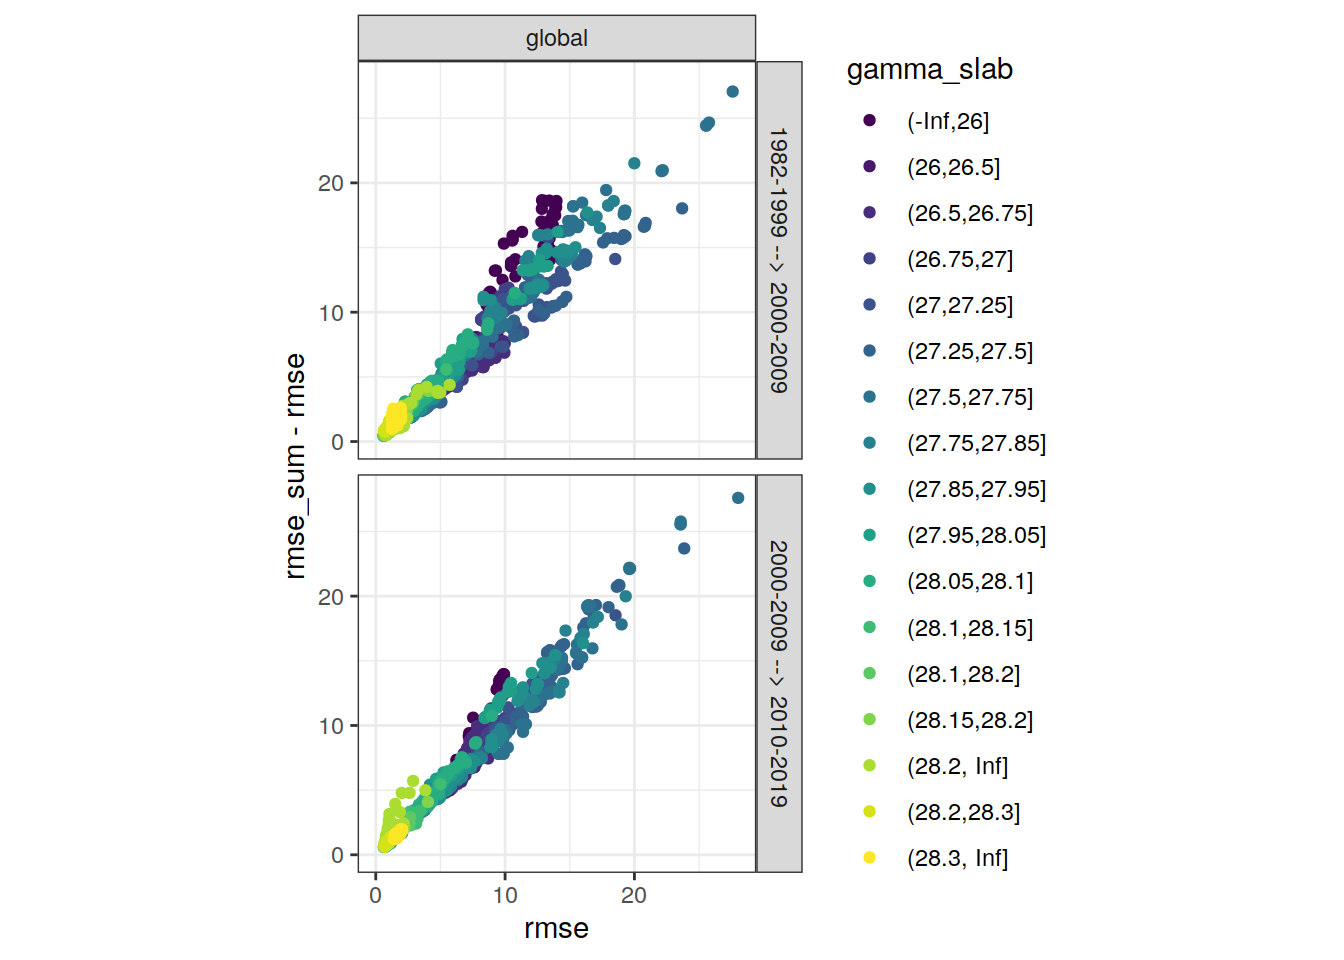 global
1982-1999 --> 2000-2009
20
10
0
rmse_sum - rmse
2000-2009 --> 2010-2019
20
10
0
0 10 20
rmse
gamma_slab
(-Inf,26]
(26,26.5]
(26.5,26.75]
(26.75,27]
(27,27.25]
(27.25,27.5]
(27.5,27.75]
(27.75,27.85]
(27.85,27.95]
(27.95,28.05]
(28.05,28.1]
(28.1,28.15]
(28.1,28.2]
(28.15,28.2]
(28.2, Inf]
(28.2,28.3]
(28.3, Inf]